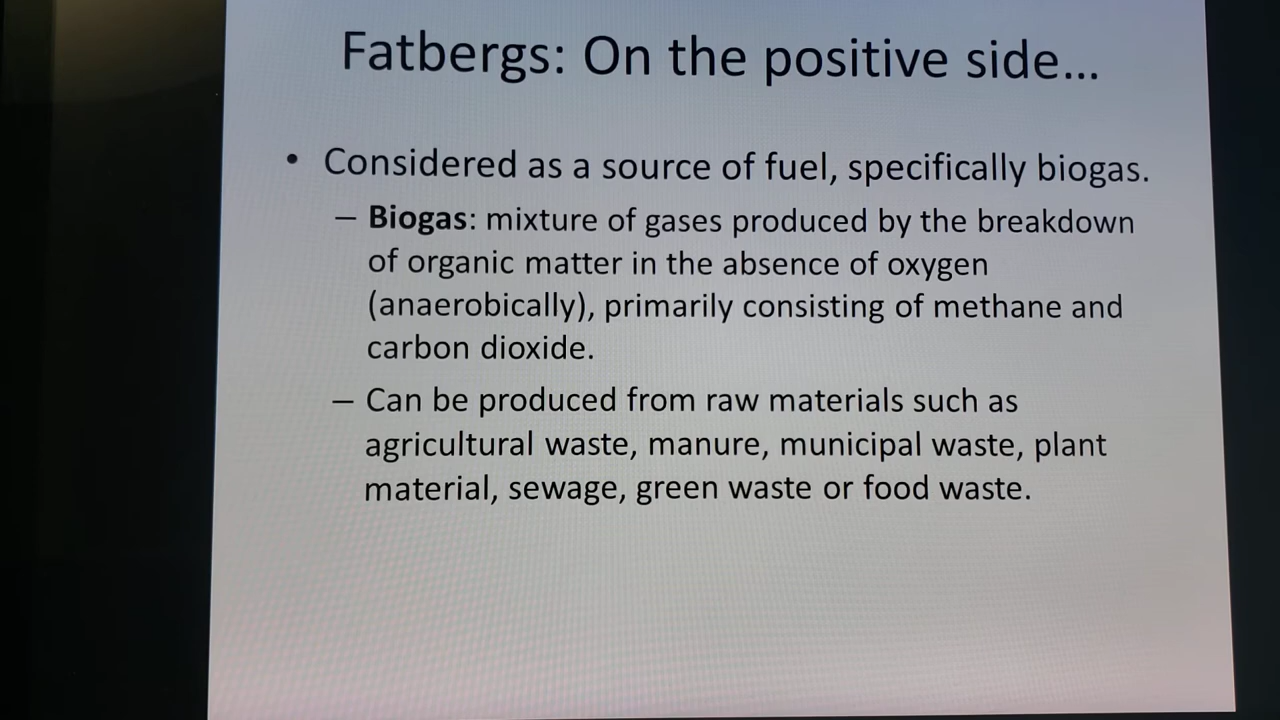 Fatbergs: On the positive side...
• Considered as a source of fuel, specifically biogas.
– Biogas: mixture of gases produced by the breakdown
of organic matter in the absence of oxygen
(anaerobically), primarily consisting of methane and
carbon dioxide.
– Can be produced from raw materials such as
agricultural waste, manure, municipal waste, plant
material, sewage, green waste or food waste.